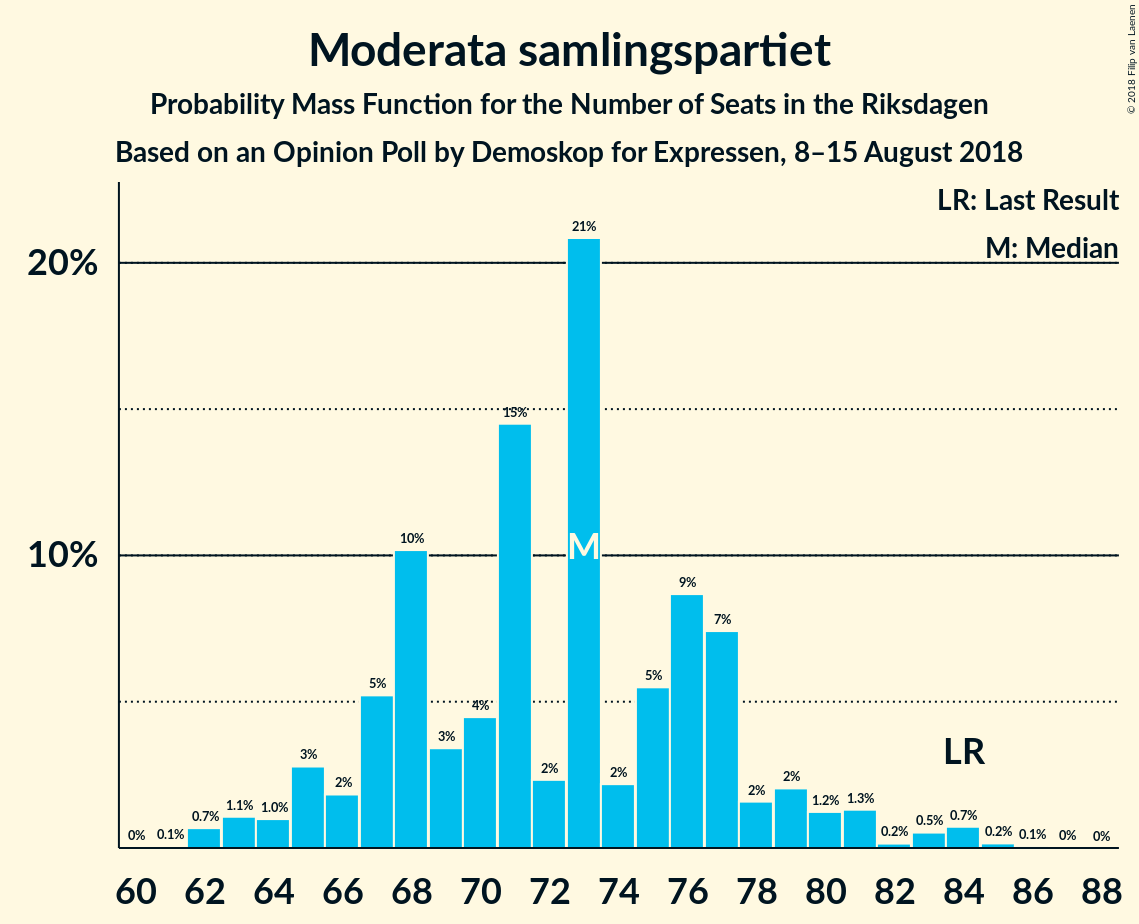 Moderata samlingspartiet
Probability Mass Function for the Number of Seats in the Riksdagen
Based on an Opinion Poll by Demoskop for Expressen, 8–15 August 2018
© 2018 Filip van Laenen
LR: Last Result
M: Median
20%
10%
0% 0.1% 0.7% 1.1% 1.0% 3% 2% 5% 10% 3% 4% 15% 2% 21% 2% 5% 9% 7% 2% 2% 1.2% 1.3% 0.2% 0.5% 0.7% 0.2% 0.1% 0% 0%
M
LR
60 62 64 66 68 70 72 74 76 78 80 82 84 86 88